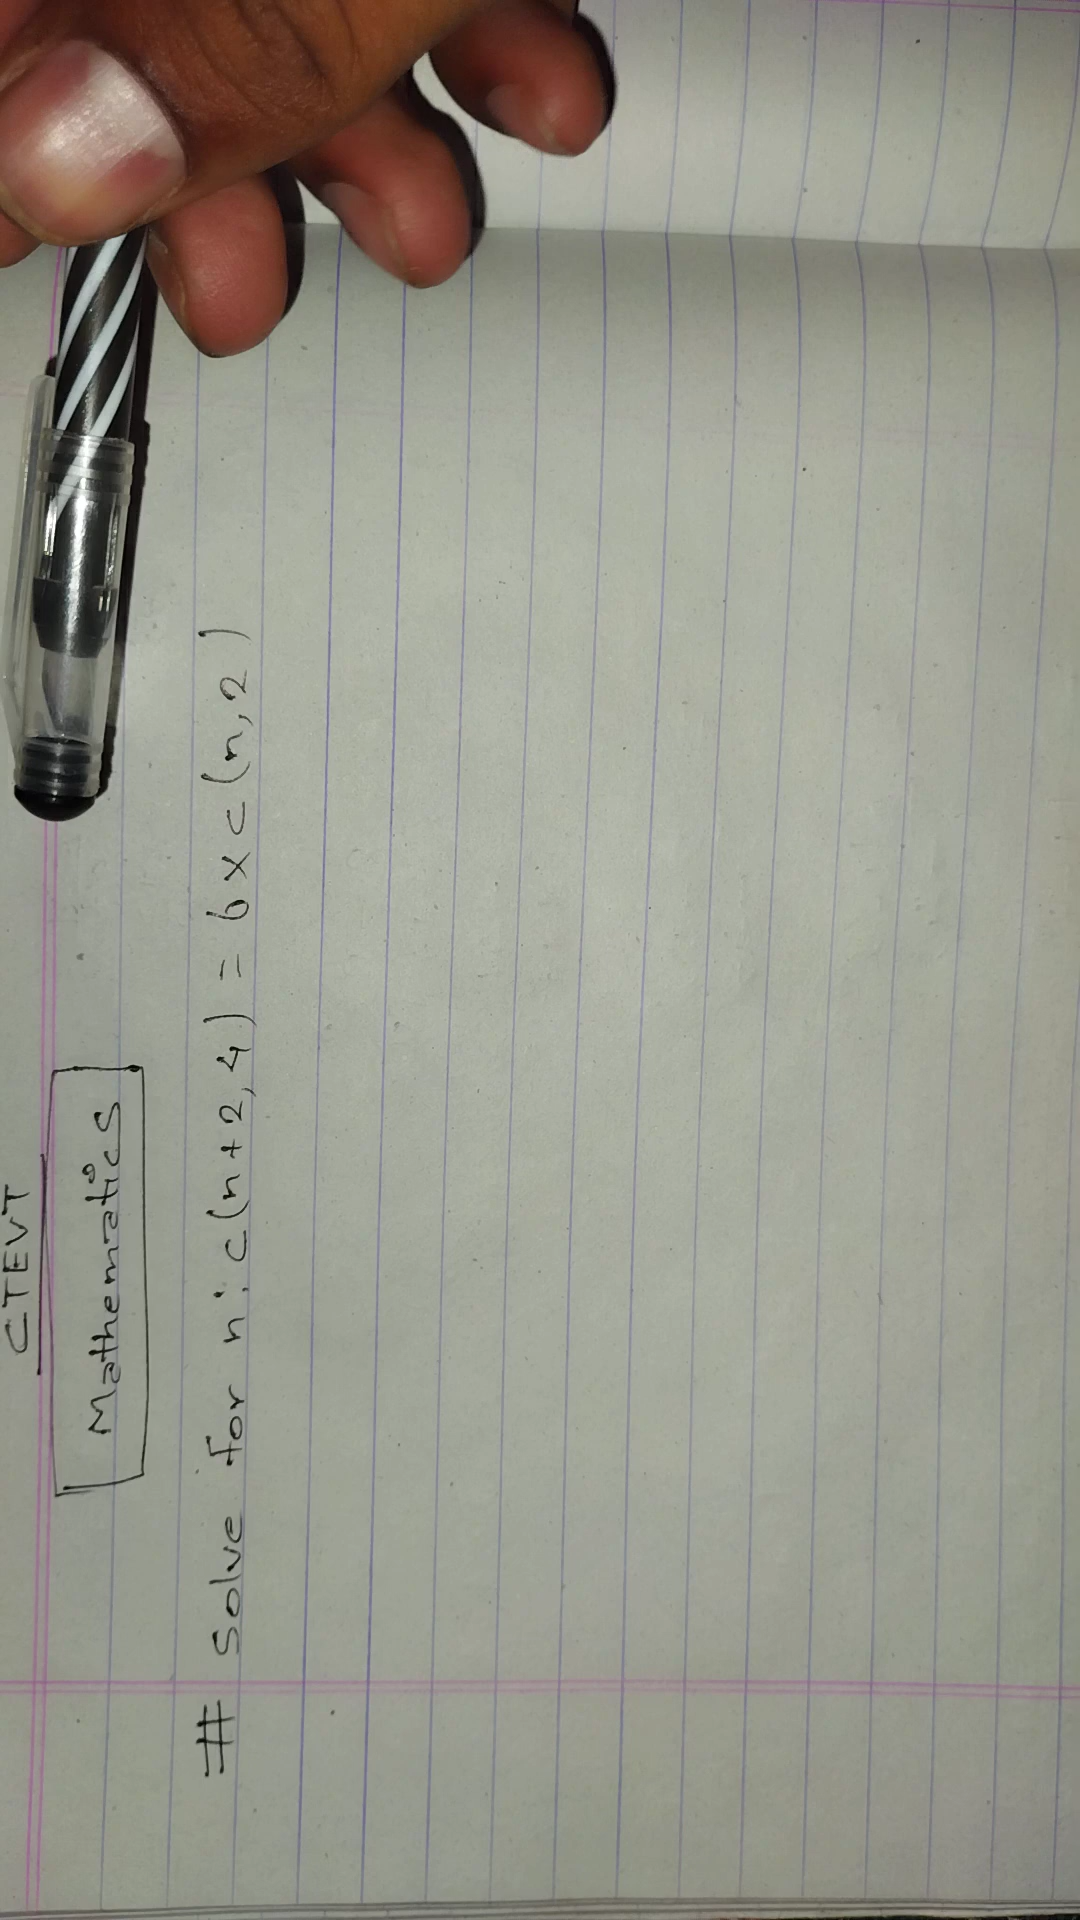 CTEVT
Mathematics
# Solve for n: c(n+2, 4) = 6 x c(n, 2)